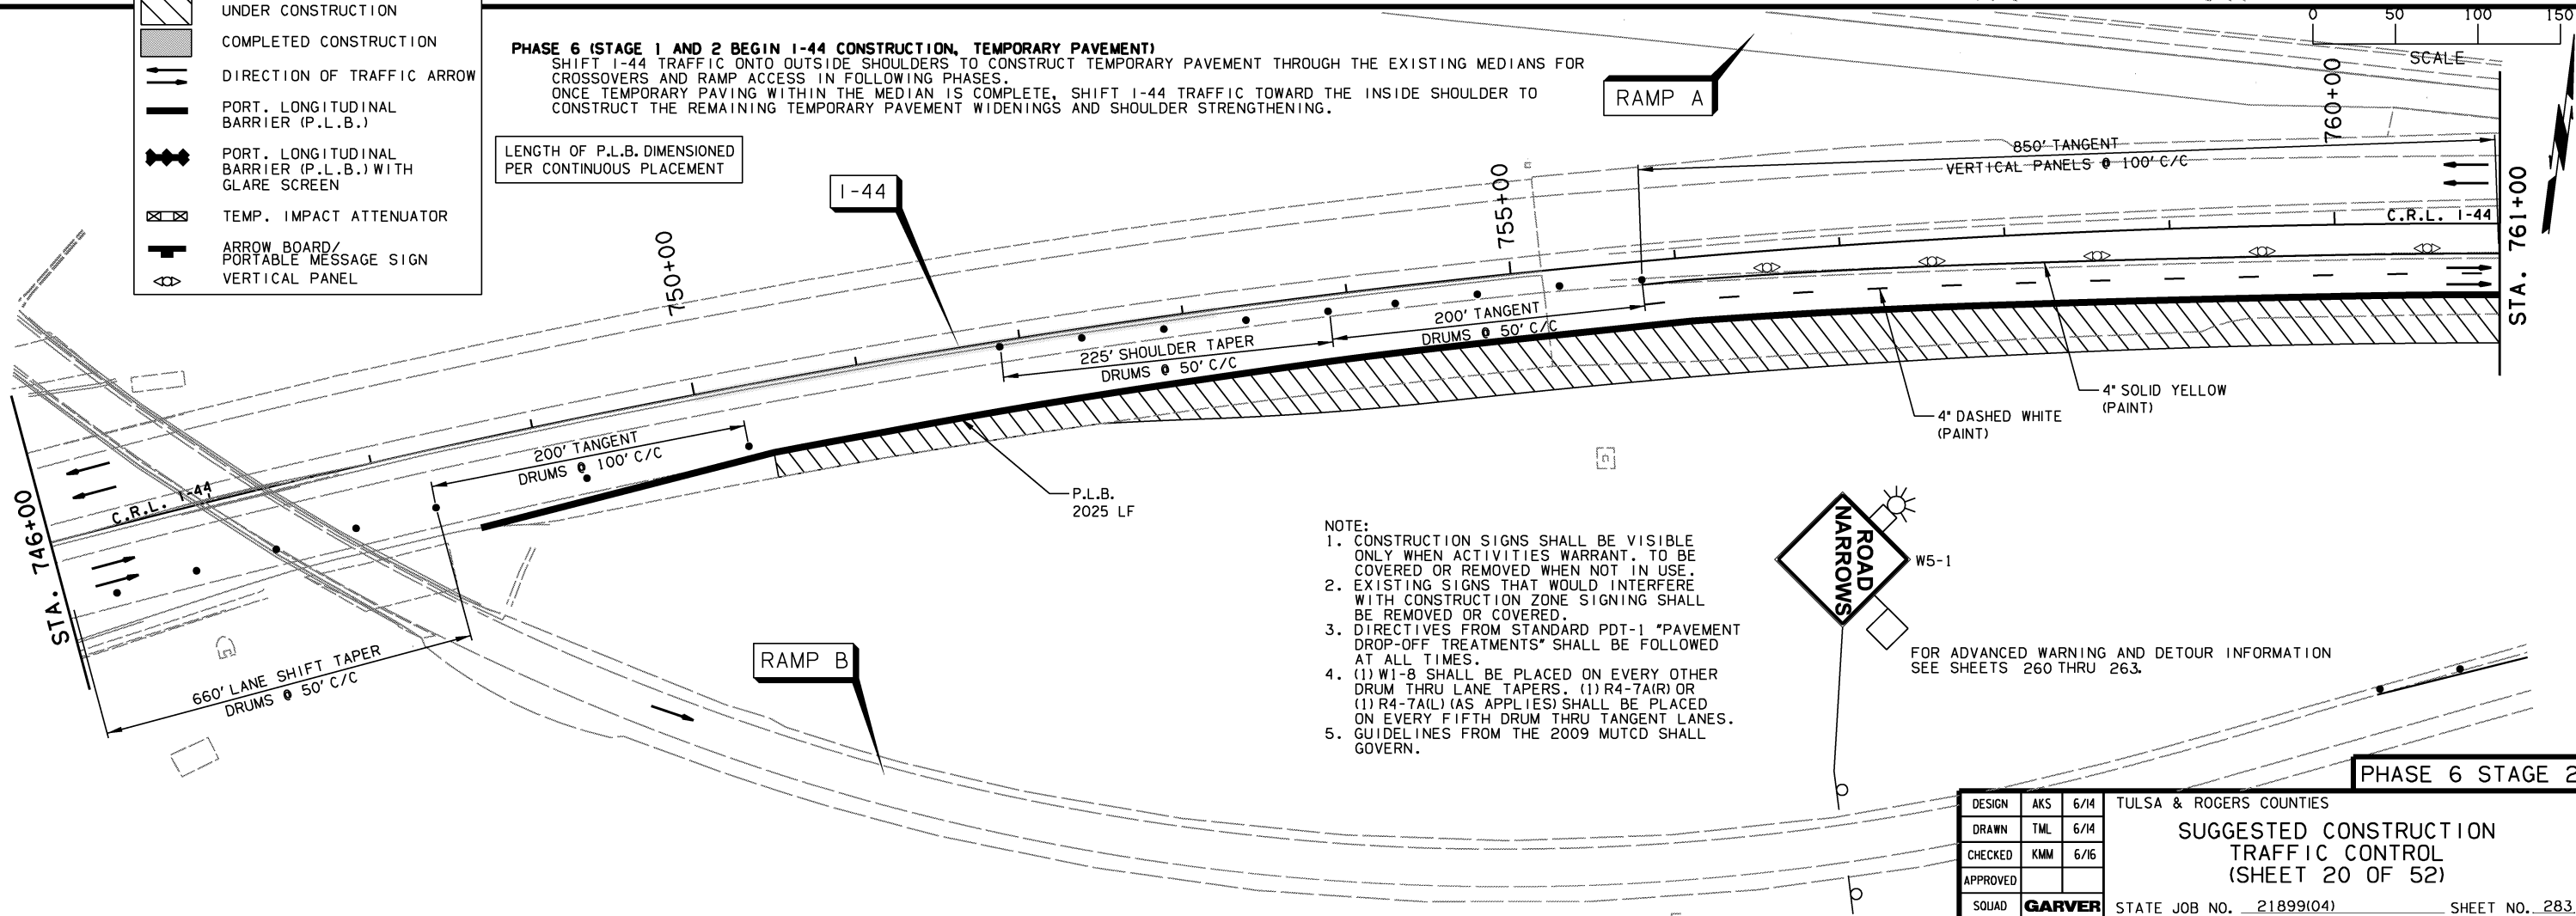 UNDER CONSTRUCTION
COMPLETED CONSTRUCTION
DIRECTION OF TRAFFIC ARROW
PORT. LONGITUDINAL
BARRIER (P.L.B.)
PORT. LONGITUDINAL
BARRIER (P.L.B.) WITH
GLARE SCREEN
TEMP. IMPACT ATTENUATOR
ARROW BOARD/
PORTABLE MESSAGE SIGN
VERTICAL PANEL
PHASE 6 (STAGE 1 AND 2 BEGIN I-44 CONSTRUCTION, TEMPORARY PAVEMENT)
SHIFT I-44 TRAFFIC ONTO OUTSIDE SHOULDERS TO CONSTRUCT TEMPORARY PAVEMENT THROUGH THE EXISTING MEDIANS FOR
CROSSOVERS AND RAMP ACCESS IN FOLLOWING PHASES.
ONCE TEMPORARY PAVING WITHIN THE MEDIAN IS COMPLETE, SHIFT I-44 TRAFFIC TOWARD THE INSIDE SHOULDER TO
CONSTRUCT THE REMAINING TEMPORARY PAVEMENT WIDENINGS AND SHOULDER STRENGTHENING.
LENGTH OF P.L.B. DIMENSIONED
PER CONTINUOUS PLACEMENT
0 50 100 150
SCALE
RAMP A
I-44
750+00
755+00
760+00
850' TANGENT
VERTICAL PANELS @ 100' C/C
C.R.L. I-44
STA. 761+00
200' TANGENT
DRUMS @ 50' C/C
225' SHOULDER TAPER
DRUMS @ 50' C/C
4" SOLID YELLOW
(PAINT)
4" DASHED WHITE
(PAINT)
200' TANGENT
DRUMS @ 100' C/C
C.R.L. I-44
STA. 746+00
P.L.B.
2025 LF
660' LANE SHIFT TAPER
DRUMS @ 50' C/C
RAMP B
NOTE:
1. CONSTRUCTION SIGNS SHALL BE VISIBLE
ONLY WHEN ACTIVITIES WARRANT. TO BE
COVERED OR REMOVED WHEN NOT IN USE.
2. EXISTING SIGNS THAT WOULD INTERFERE
WITH CONSTRUCTION ZONE SIGNING SHALL
BE REMOVED OR COVERED.
3. DIRECTIVES FROM STANDARD PDT-1 "PAVEMENT
DROP-OFF TREATMENTS" SHALL BE FOLLOWED
AT ALL TIMES.
4. (1) W1-8 SHALL BE PLACED ON EVERY OTHER
DRUM THRU LANE TAPERS. (1) R4-7A(R) OR
(1) R4-7A(L) (AS APPLIES) SHALL BE PLACED
ON EVERY FIFTH DRUM THRU TANGENT LANES.
5. GUIDELINES FROM THE 2009 MUTCD SHALL
GOVERN.
ROAD
NARROWS
W5-1
FOR ADVANCED WARNING AND DETOUR INFORMATION
SEE SHEETS 260 THRU 263.
PHASE 6 STAGE 2
DESIGN AKS 6/14
DRAWN TML 6/14
CHECKED KMM 6/16
APPROVED
SQUAD GARVER
TULSA & ROGERS COUNTIES
SUGGESTED CONSTRUCTION
TRAFFIC CONTROL
(SHEET 20 OF 52)
STATE JOB NO. 21899(04) SHEET NO. 283